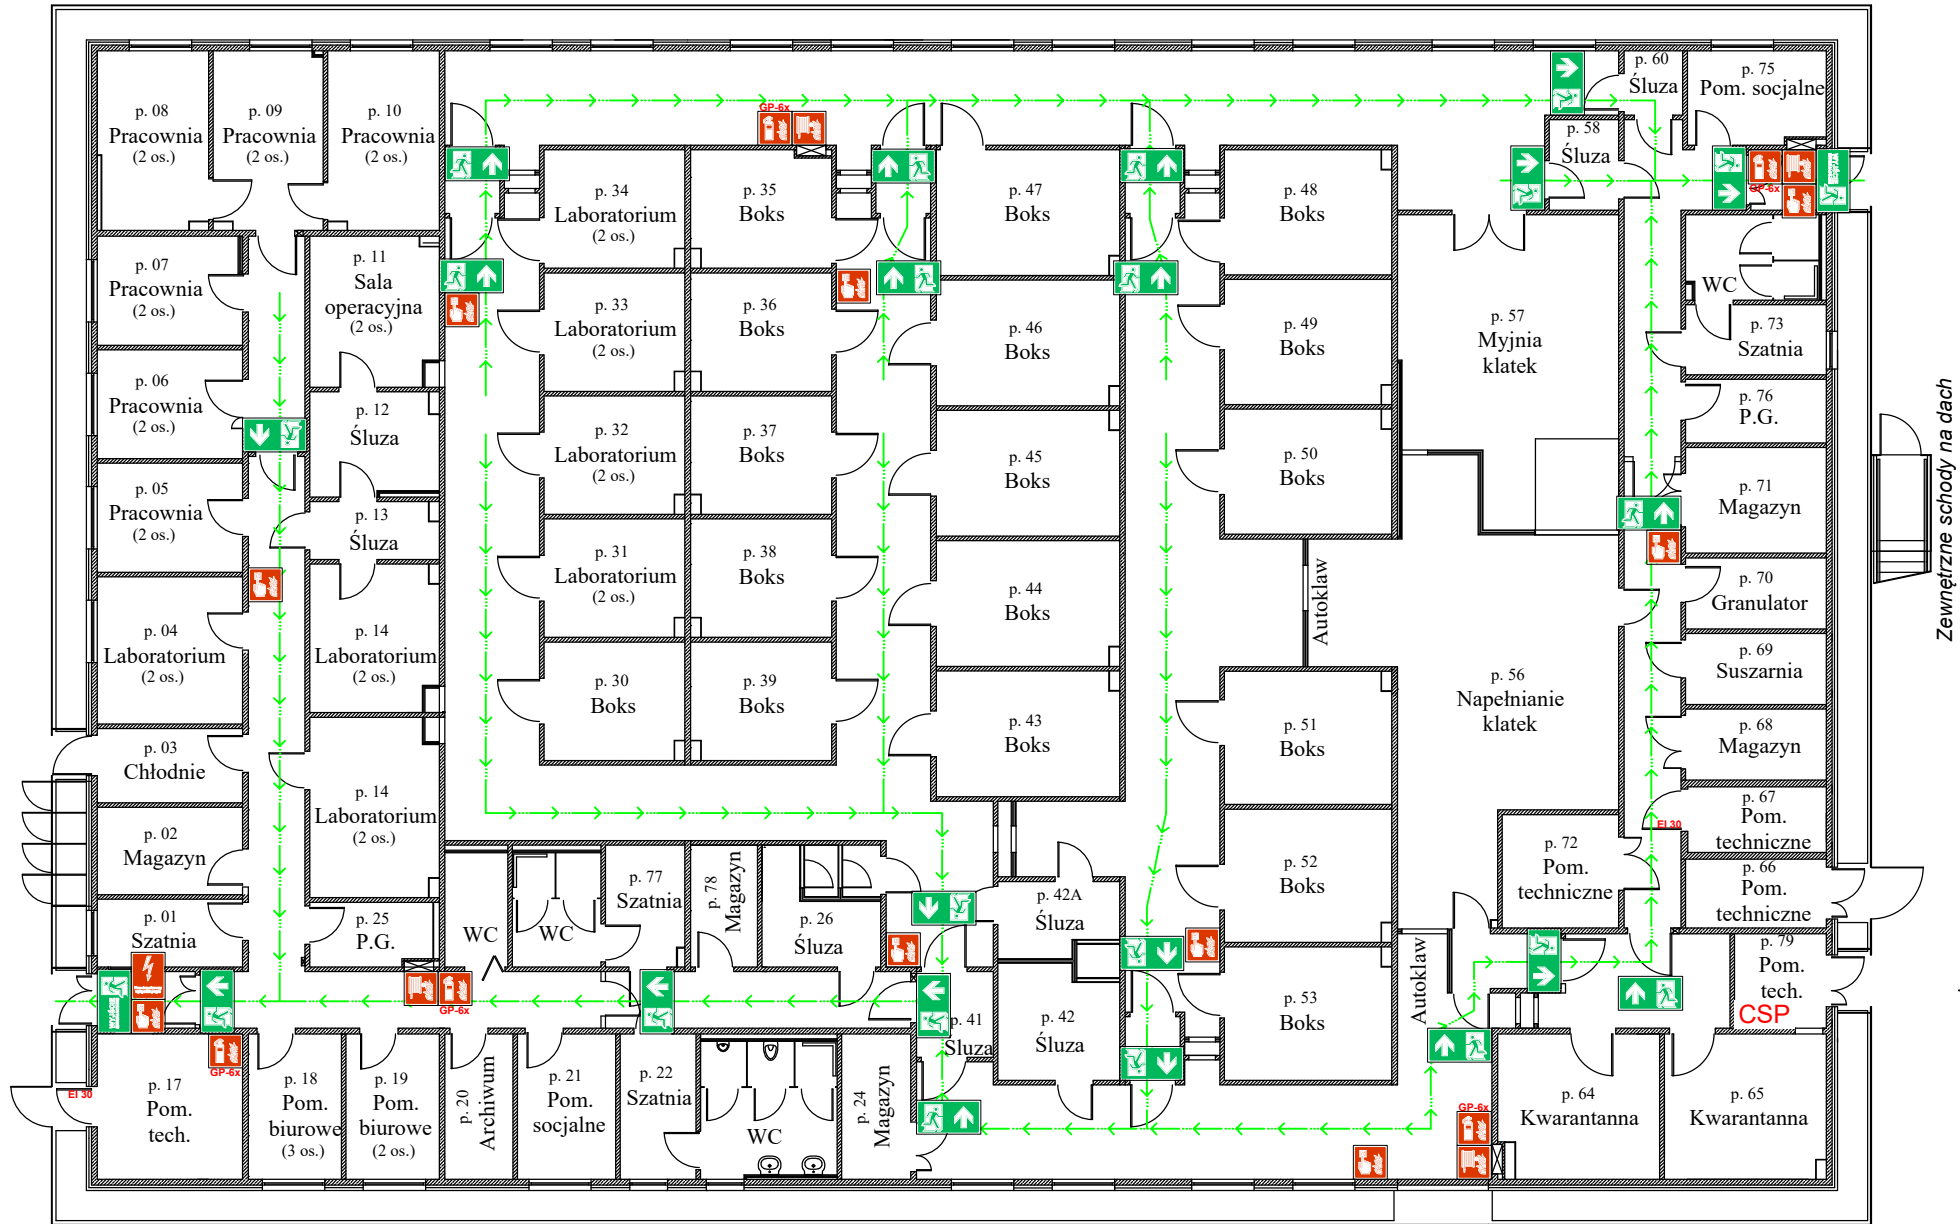 p. 08
Pracownia
(2 os.)
p. 09
Pracownia
(2 os.)
p. 10
Pracownia
(2 os.)
GP-6x
p. 60
Śluza
p. 75
Pom. socjalne
p. 58
Śluza
GP-6x
p. 34
Laboratorium
(2 os.)
p. 35
Boks
p. 47
Boks
p. 48
Boks
p. 07
Pracownia
(2 os.)
p. 11
Sala
operacyjna
(2 os.)
WC
p. 33
Laboratorium
(2 os.)
p. 36
Boks
p. 46
Boks
p. 49
Boks
p. 57
Myjnia
klatek
p. 73
Szatnia
p. 06
Pracownia
(2 os.)
p. 12
Śluza
p. 76
P.G.
p. 32
Laboratorium
(2 os.)
p. 37
Boks
p. 45
Boks
p. 50
Boks
p. 05
Pracownia
(2 os.)
p. 13
Śluza
p. 71
Magazyn
Zewnętrzne schody na dach
p. 31
Laboratorium
(2 os.)
p. 38
Boks
p. 44
Boks
Autoklaw
p. 70
Granulator
p. 04
Laboratorium
(2 os.)
p. 14
Laboratorium
(2 os.)
p. 69
Suszarnia
p. 30
Boks
p. 39
Boks
p. 43
Boks
p. 51
Boks
p. 56
Napełnianie
klatek
p. 68
Magazyn
p. 03
Chłodnie
p. 14
Laboratorium
(2 os.)
p. 67
Pom.
techniczne
EI 30
p. 02
Magazyn
p. 52
Boks
p. 72
Pom.
techniczne
p. 66
Pom.
techniczne
p. 01
Szatnia
p. 25
P.G.
WC
WC
p. 77
Szatnia
p. 78
Magazyn
p. 26
Śluza
p. 42A
Śluza
p. 79
Pom.
tech.
CSP
GP-6x
p. 41
Śluza
p. 42
Śluza
p. 53
Boks
Autoklaw
GP-6x
EI 30
p. 17
Pom.
tech.
p. 18
Pom.
biurowe
(3 os.)
p. 19
Pom.
biurowe
(2 os.)
p. 20
Archiwum
p. 21
Pom.
socjalne
p. 22
Szatnia
WC
p. 24
Magazyn
GP-6x
p. 64
Kwarantanna
p. 65
Kwarantanna